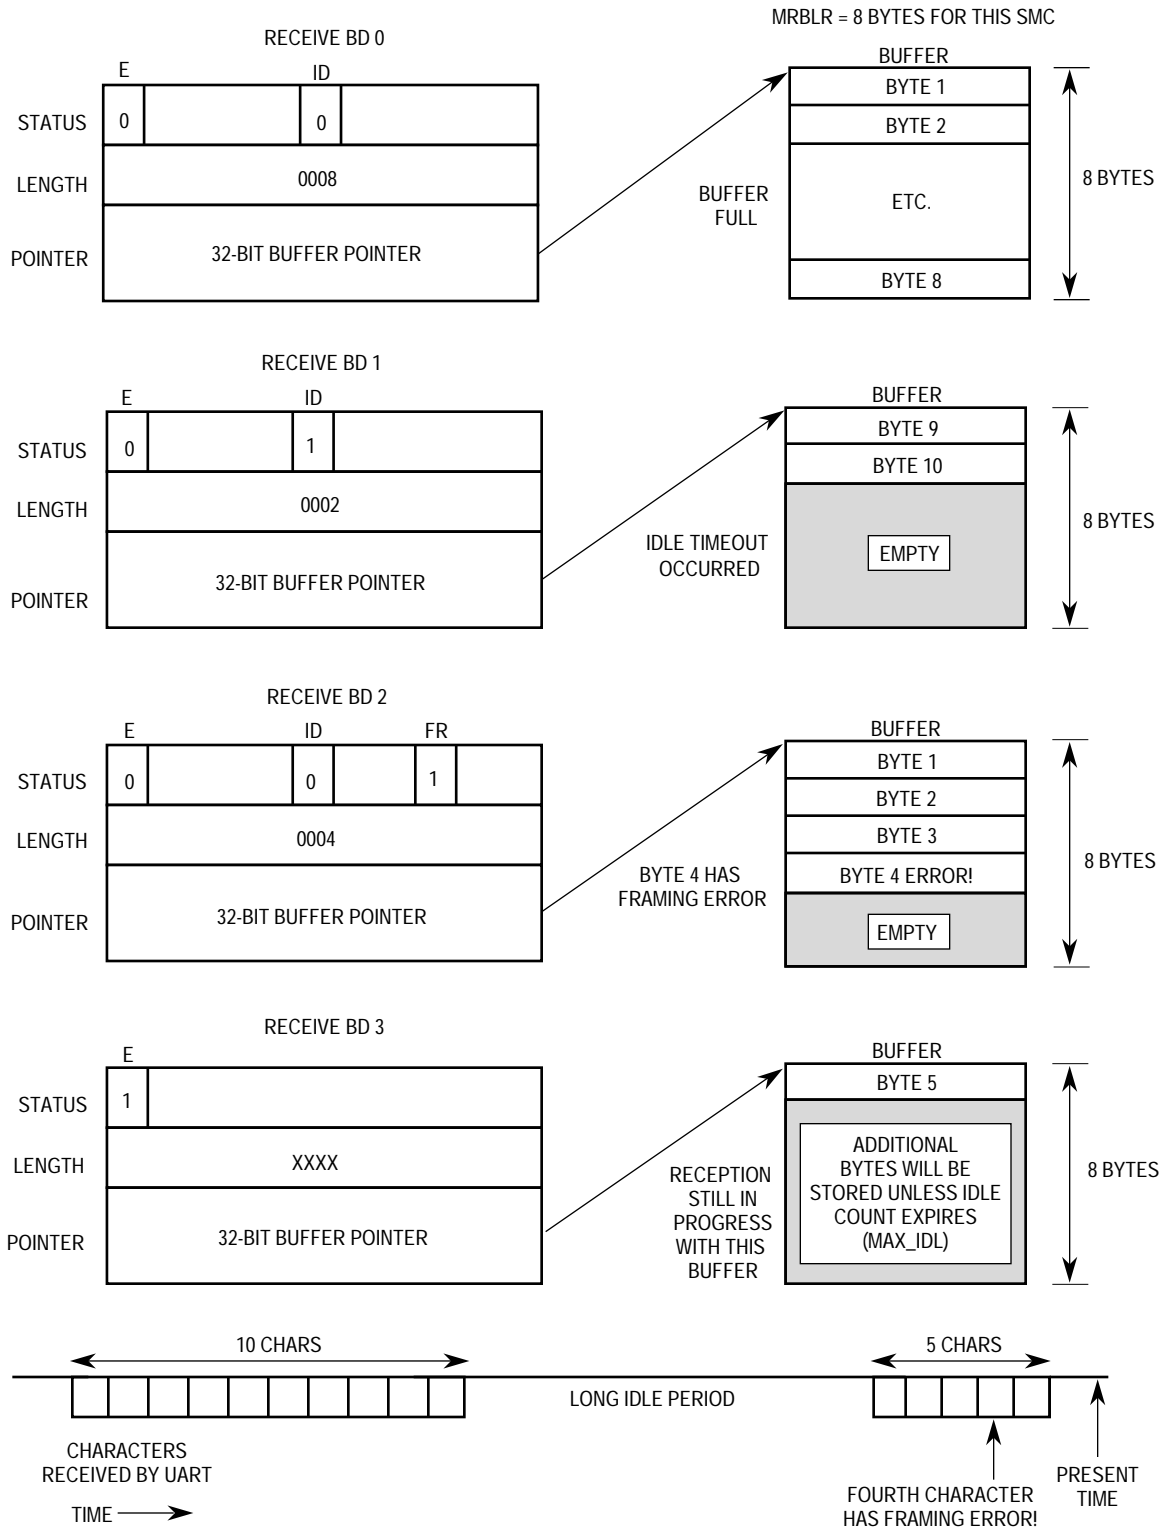 MRBLR = 8 BYTES FOR THIS SMC
RECEIVE BD 0
E
ID
STATUS
0
0
LENGTH
0008
POINTER
32-BIT BUFFER POINTER
BUFFER
FULL
BUFFER
BYTE 1
BYTE 2
ETC.
BYTE 8
8 BYTES
RECEIVE BD 1
E
ID
STATUS
0
1
LENGTH
0002
POINTER
32-BIT BUFFER POINTER
IDLE TIMEOUT
OCCURRED
BUFFER
BYTE 9
BYTE 10
EMPTY
8 BYTES
RECEIVE BD 2
E
ID
FR
STATUS
0
0
1
LENGTH
0004
POINTER
32-BIT BUFFER POINTER
BYTE 4 HAS
FRAMING ERROR
BUFFER
BYTE 1
BYTE 2
BYTE 3
BYTE 4 ERROR!
EMPTY
8 BYTES
RECEIVE BD 3
E
STATUS
1
LENGTH
XXXX
POINTER
32-BIT BUFFER POINTER
RECEPTION
STILL IN
PROGRESS
WITH THIS
BUFFER
BUFFER
BYTE 5
ADDITIONAL
BYTES WILL BE
STORED UNLESS IDLE
COUNT EXPIRES
(MAX_IDL)
8 BYTES
10 CHARS
5 CHARS
LONG IDLE PERIOD
CHARACTERS
RECEIVED BY UART
TIME
FOURTH CHARACTER
HAS FRAMING ERROR!
PRESENT
TIME